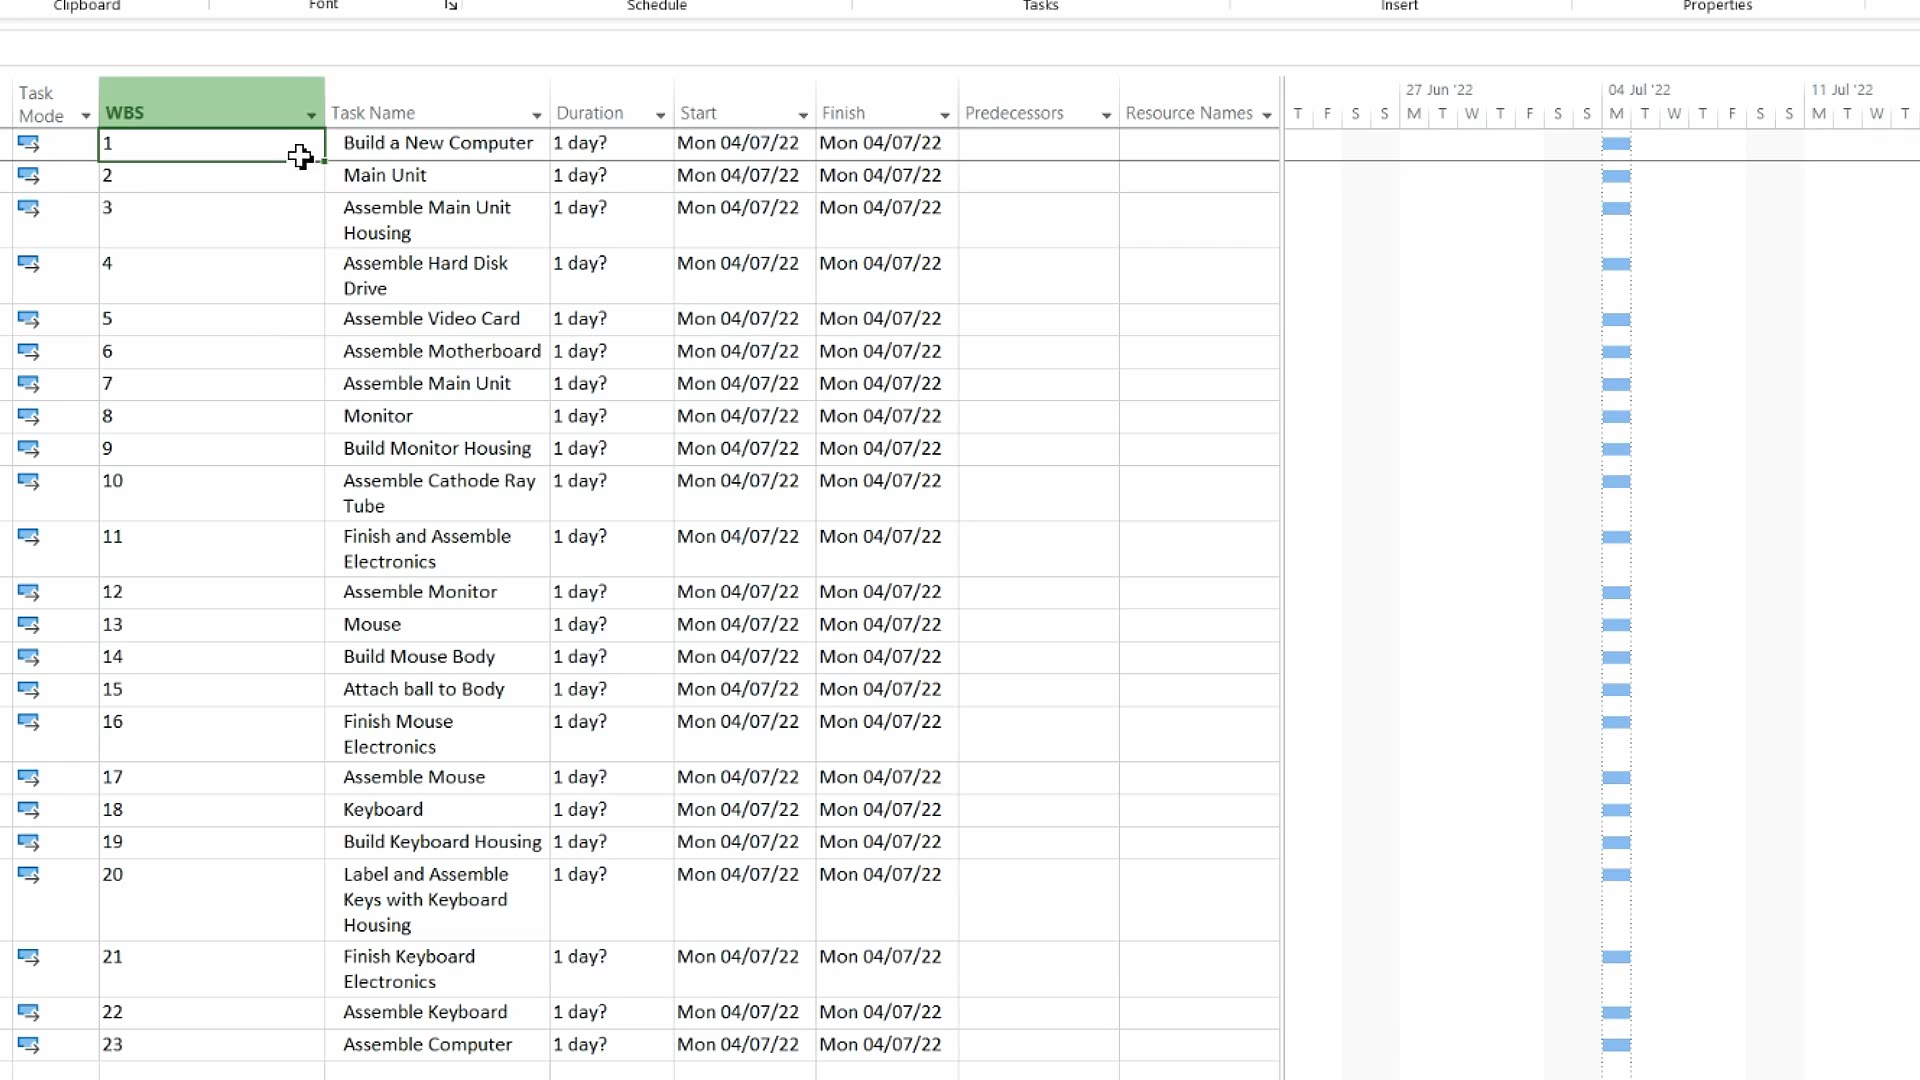 Clipboard Font Schedule Tasks Insert Properties
27 Jun '22 04 Jul '22 11 Jul '22
Task Mode WBS Task Name Duration Start Finish Predecessors Resource Names T F S S M T W T F S S M T W T F S S M T W T
1 Build a New Computer 1 day? Mon 04/07/22 Mon 04/07/22
2 Main Unit 1 day? Mon 04/07/22 Mon 04/07/22
3 Assemble Main Unit 1 day? Mon 04/07/22 Mon 04/07/22
Housing
4 Assemble Hard Disk 1 day? Mon 04/07/22 Mon 04/07/22
Drive
5 Assemble Video Card 1 day? Mon 04/07/22 Mon 04/07/22
6 Assemble Motherboard 1 day? Mon 04/07/22 Mon 04/07/22
7 Assemble Main Unit 1 day? Mon 04/07/22 Mon 04/07/22
8 Monitor 1 day? Mon 04/07/22 Mon 04/07/22
9 Build Monitor Housing 1 day? Mon 04/07/22 Mon 04/07/22
10 Assemble Cathode Ray 1 day? Mon 04/07/22 Mon 04/07/22
Tube
11 Finish and Assemble 1 day? Mon 04/07/22 Mon 04/07/22
Electronics
12 Assemble Monitor 1 day? Mon 04/07/22 Mon 04/07/22
13 Mouse 1 day? Mon 04/07/22 Mon 04/07/22
14 Build Mouse Body 1 day? Mon 04/07/22 Mon 04/07/22
15 Attach ball to Body 1 day? Mon 04/07/22 Mon 04/07/22
16 Finish Mouse 1 day? Mon 04/07/22 Mon 04/07/22
Electronics
17 Assemble Mouse 1 day? Mon 04/07/22 Mon 04/07/22
18 Keyboard 1 day? Mon 04/07/22 Mon 04/07/22
19 Build Keyboard Housing 1 day? Mon 04/07/22 Mon 04/07/22
20 Label and Assemble 1 day? Mon 04/07/22 Mon 04/07/22
Keys with Keyboard
Housing
21 Finish Keyboard 1 day? Mon 04/07/22 Mon 04/07/22
Electronics
22 Assemble Keyboard 1 day? Mon 04/07/22 Mon 04/07/22
23 Assemble Computer 1 day? Mon 04/07/22 Mon 04/07/22